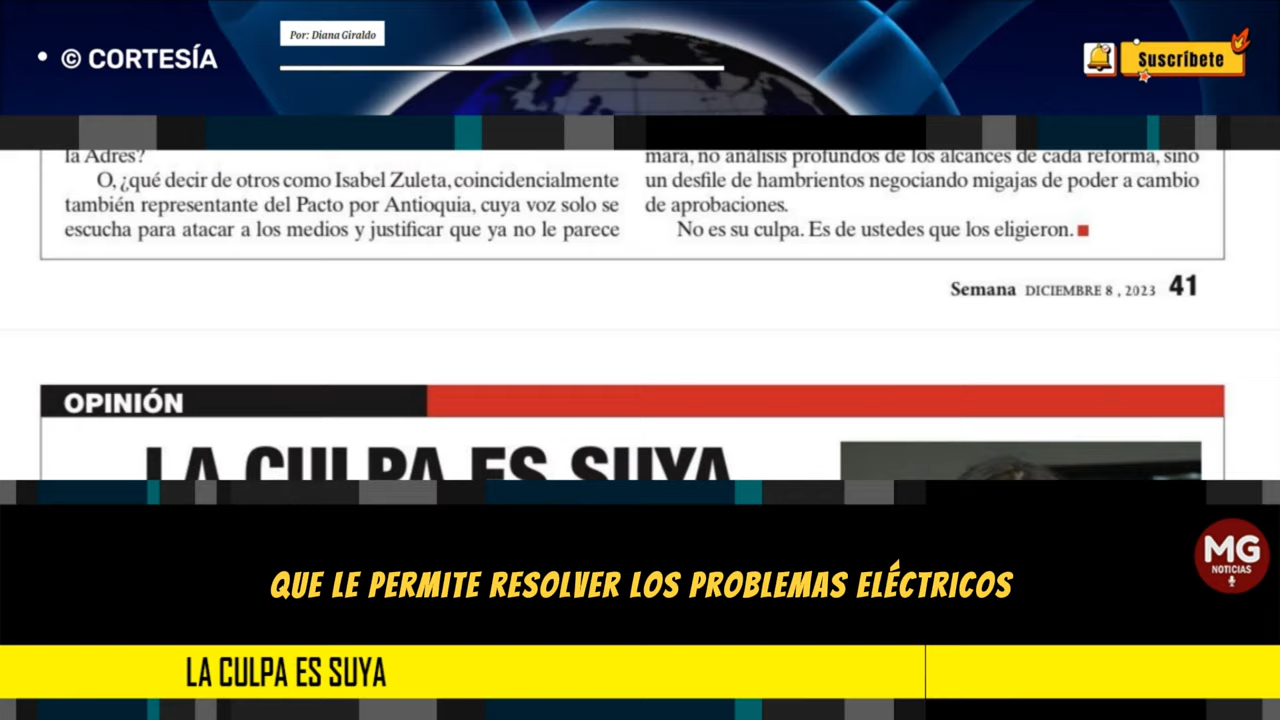 • © CORTESÍA
Por: Diana Giraldo
Suscríbete
la Adres?
O, ¿qué decir de otros como Isabel Zuleta, coincidencialmente
también representante del Pacto por Antioquia, cuya voz solo se
escucha para atacar a los medios y justificar que ya no le parece
mara, no análisis profundos de los alcances de cada reforma, sino
un desfile de hambrientos negociando migajas de poder a cambio
de aprobaciones.
No es su culpa. Es de ustedes que los eligieron.
Semana DICIEMBRE 8 , 2023 41
OPINIÓN
LA CULPA ES SUYA
QUE LE PERMITE RESOLVER LOS PROBLEMAS ELÉCTRICOS
MG
NOTICIAS
LA CULPA ES SUYA